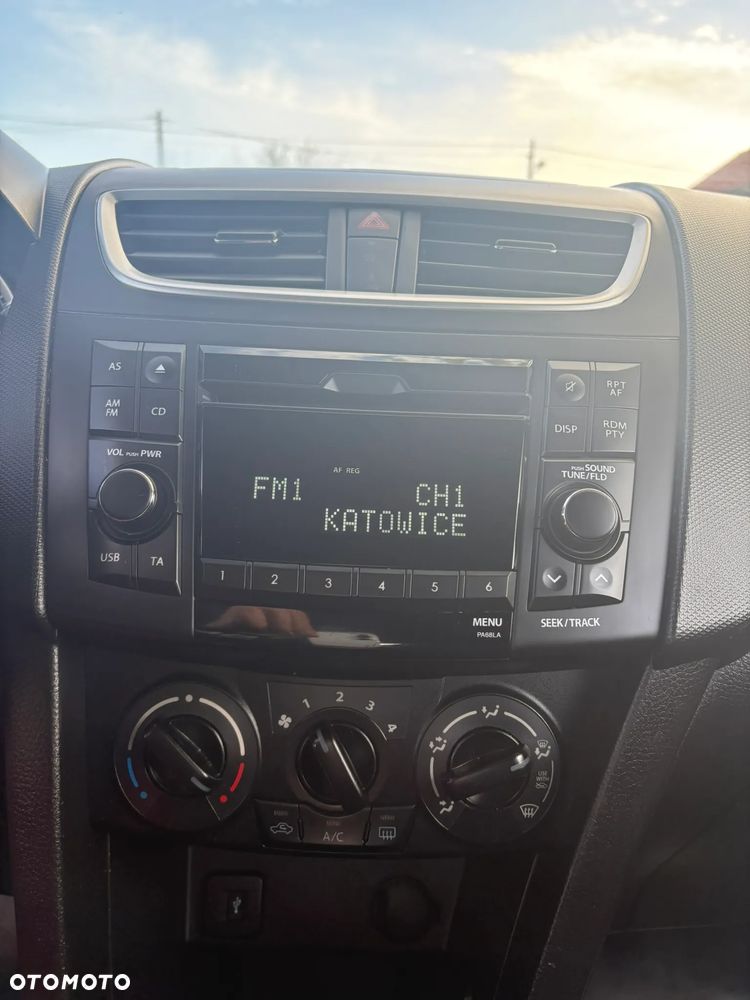 AS
AM
FM
CD
VOL PUSH PWR
USB
TA
AF REG
FM1 CH1
KATOWICE
1 2 3 4 5 6
MENU
PA68LA
RPT
AF
DISP
RDM
PTY
PUSH SOUND
TUNE/FLD
SEEK/TRACK
1 2 3 4
A/C
USE
WITH
OTOMOTO